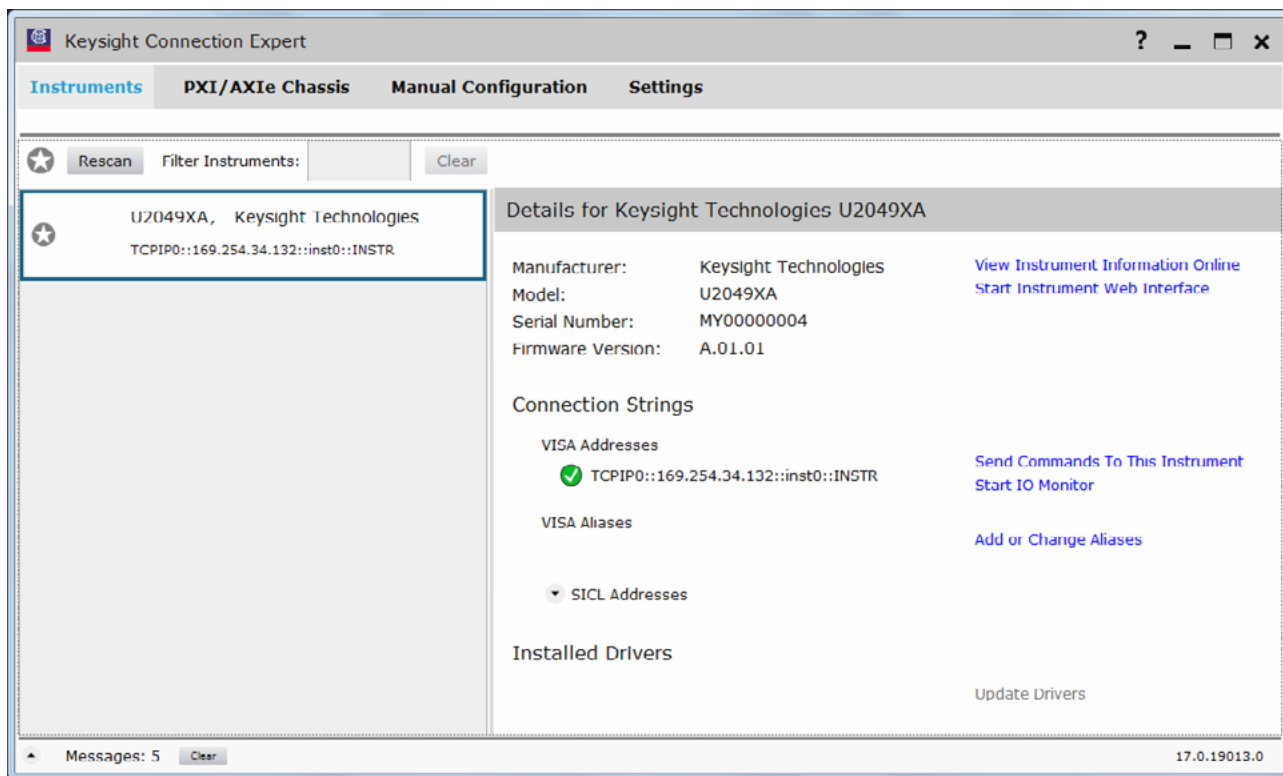 Keysight Connection Expert ?
Instruments PXI/AXIe Chassis Manual Configuration Settings
Rescan Filter Instruments: Clear
U2049XA, Keysight Technologies
TCPIP0::169.254.34.132::inst0::INSTR
Details for Keysight Technologies U2049XA
Manufacturer: Keysight Technologies View Instrument Information Online
Model: U2049XA Start Instrument Web Interface
Serial Number: MY00000004
Firmware Version: A.01.01
Connection Strings
VISA Addresses
TCPIP0::169.254.34.132::inst0::INSTR
Send Commands To This Instrument
Start IO Monitor
VISA Aliases
Add or Change Aliases
SICL Addresses
Installed Drivers
Update Drivers
Messages: 5 Clear 17.0.19013.0